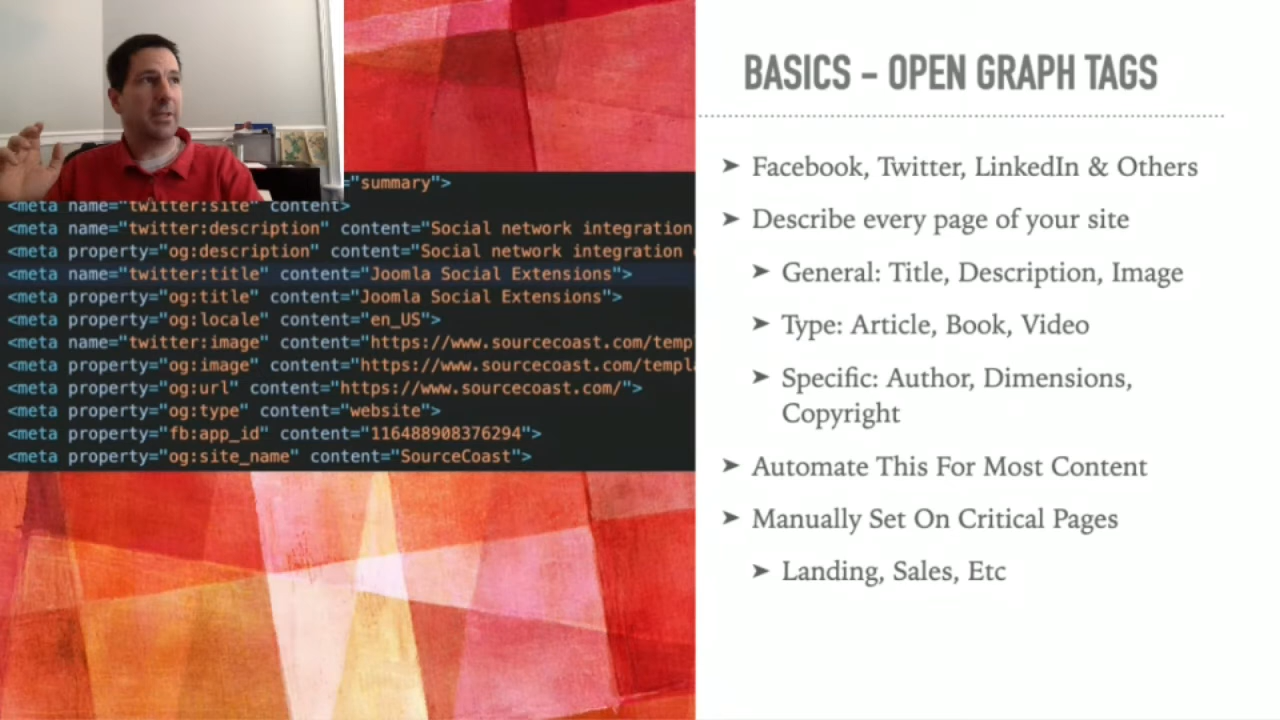 ="summary">
<meta name="twitter:site" content>
<meta name="twitter:description" content="Social network integration
<meta property="og:description" content="Social network integration
<meta name="twitter:title" content="Joomla Social Extensions">
<meta property="og:title" content="Joomla Social Extensions">
<meta property="og:locale" content="en_US">
<meta name="twitter:image" content="https://www.sourcecoast.com/temp
<meta property="og:image" content="https://www.sourcecoast.com/templ
<meta property="og:url" content="https://www.sourcecoast.com/">
<meta property="og:type" content="website">
<meta property="fb:app_id" content="116488908376294">
<meta property="og:site_name" content="SourceCoast">
BASICS – OPEN GRAPH TAGS
➤ Facebook, Twitter, LinkedIn & Others
➤ Describe every page of your site
➤ General: Title, Description, Image
➤ Type: Article, Book, Video
➤ Specific: Author, Dimensions,
Copyright
➤ Automate This For Most Content
➤ Manually Set On Critical Pages
➤ Landing, Sales, Etc